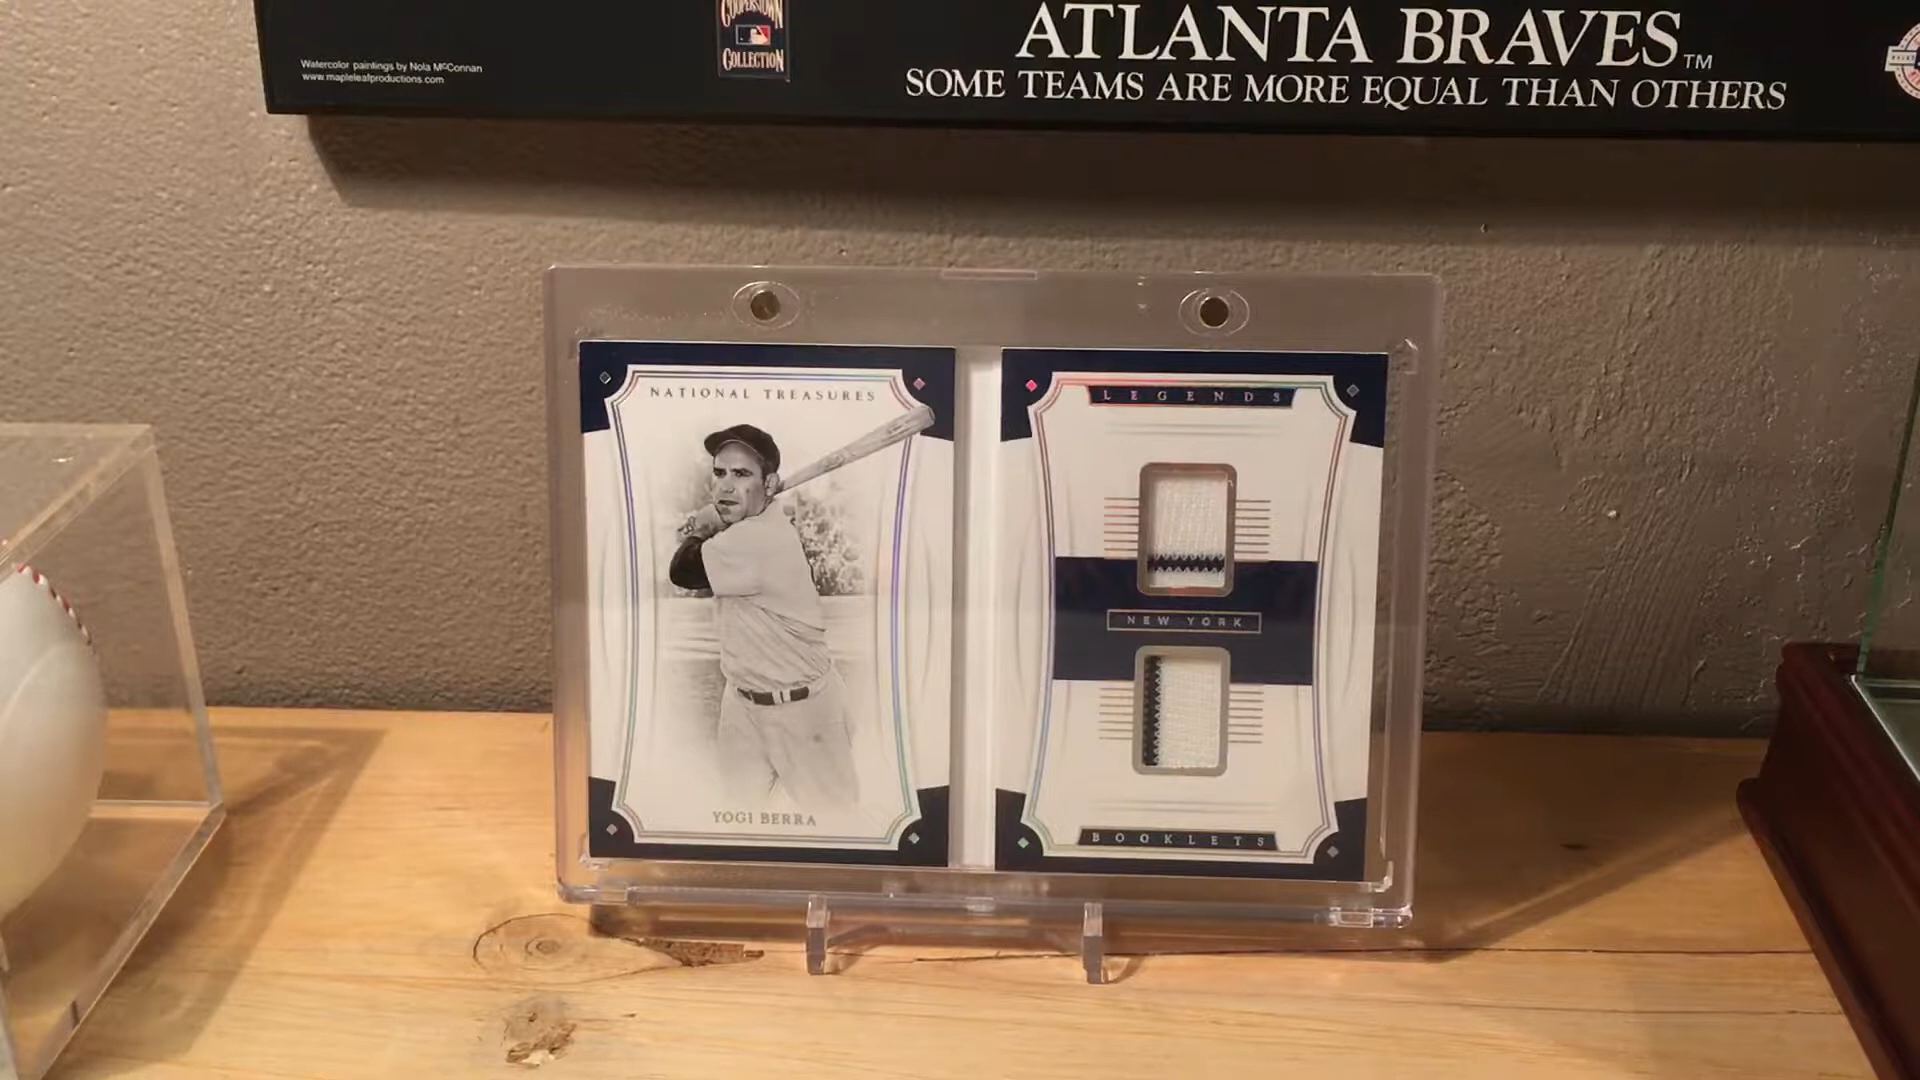 COOPERSTOWN
COLLECTION
Watercolor paintings by Nola McConnan
www.mapleleafproductions.com
ATLANTA BRAVES™
SOME TEAMS ARE MORE EQUAL THAN OTHERS
NATIONAL TREASURES
YOGI BERRA
LEGENDS
NEW YORK
BOOKLETS